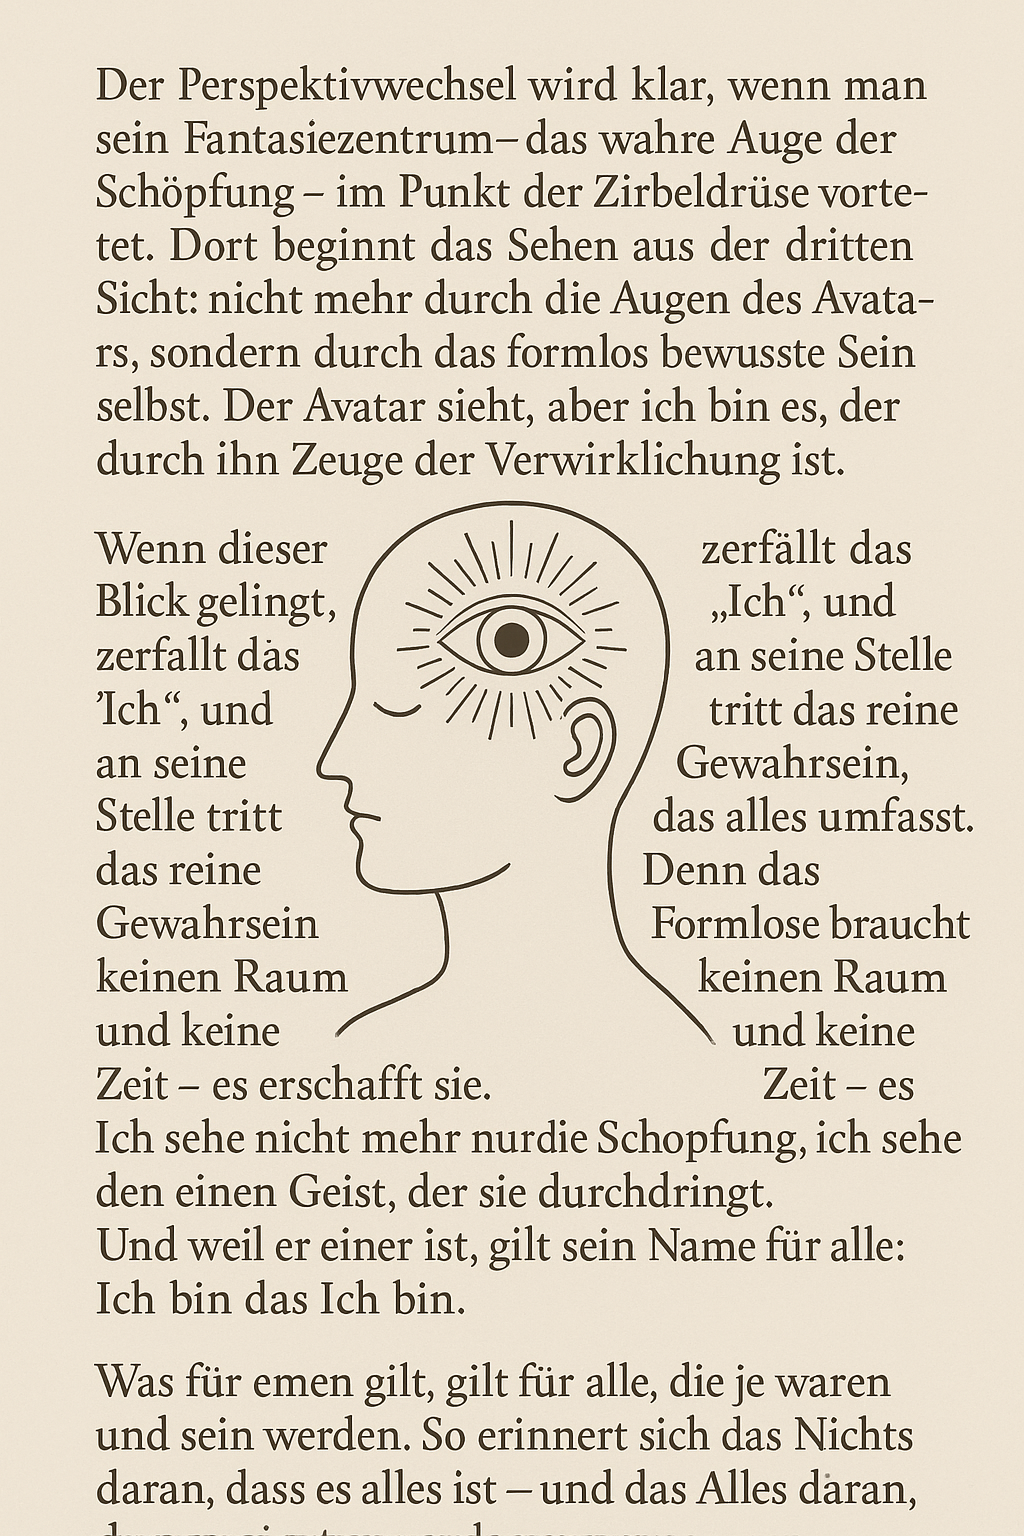 Der Perspektivwechsel wird klar, wenn man
sein Fantasiezentrum–das wahre Auge der
Schöpfung – im Punkt der Zirbeldrüse vorte-
tet. Dort beginnt das Sehen aus der dritten
Sicht: nicht mehr durch die Augen des Avata-
rs, sondern durch das formlos bewusste Sein
selbst. Der Avatar sieht, aber ich bin es, der
durch ihn Zeuge der Verwirklichung ist.
Wenn dieser
Blick gelingt,
zerfallt das
’Ich“, und
an seine
Stelle tritt
das reine
Gewahrsein
keinen Raum
und keine
Zeit – es erschafft sie.
zerfällt das
„Ich“, und
an seine Stelle
tritt das reine
Gewahrsein,
das alles umfasst.
Denn das
Formlose braucht
keinen Raum
und keine
Zeit – es
Ich sehe nicht mehr nurdie Schopfung, ich sehe
den einen Geist, der sie durchdringt.
Und weil er einer ist, gilt sein Name für alle:
Ich bin das Ich bin.
Was für emen gilt, gilt für alle, die je waren
und sein werden. So erinnert sich das Nichts
daran, dass es alles ist – und das Alles daran,